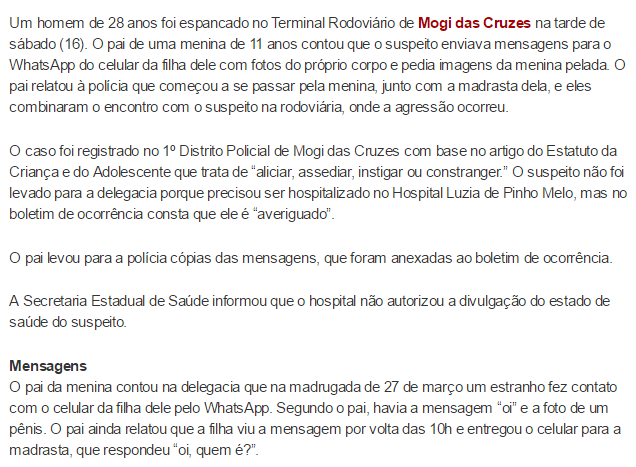 Um homem de 28 anos foi espancado no Terminal Rodoviário de Mogi das Cruzes na tarde de
sábado (16). O pai de uma menina de 11 anos contou que o suspeito enviava mensagens para o
WhatsApp do celular da filha dele com fotos do próprio corpo e pedia imagens da menina pelada. O
pai relatou à polícia que começou a se passar pela menina, junto com a madrasta dela, e eles
combinaram o encontro com o suspeito na rodoviária, onde a agressão ocorreu.
O caso foi registrado no 1º Distrito Policial de Mogi das Cruzes com base no artigo do Estatuto da
Criança e do Adolescente que trata de “aliciar, assediar, instigar ou constranger.” O suspeito não foi
levado para a delegacia porque precisou ser hospitalizado no Hospital Luzia de Pinho Melo, mas no
boletim de ocorrência consta que ele é “averiguado”.
O pai levou para a polícia cópias das mensagens, que foram anexadas ao boletim de ocorrência.
A Secretaria Estadual de Saúde informou que o hospital não autorizou a divulgação do estado de
saúde do suspeito.
Mensagens
O pai da menina contou na delegacia que na madrugada de 27 de março um estranho fez contato
com o celular da filha dele pelo WhatsApp. Segundo o pai, havia a mensagem “oi” e a foto de um
pênis. O pai ainda relatou que a filha viu a mensagem por volta das 10h e entregou o celular para a
madrasta, que respondeu “oi, quem é?”.